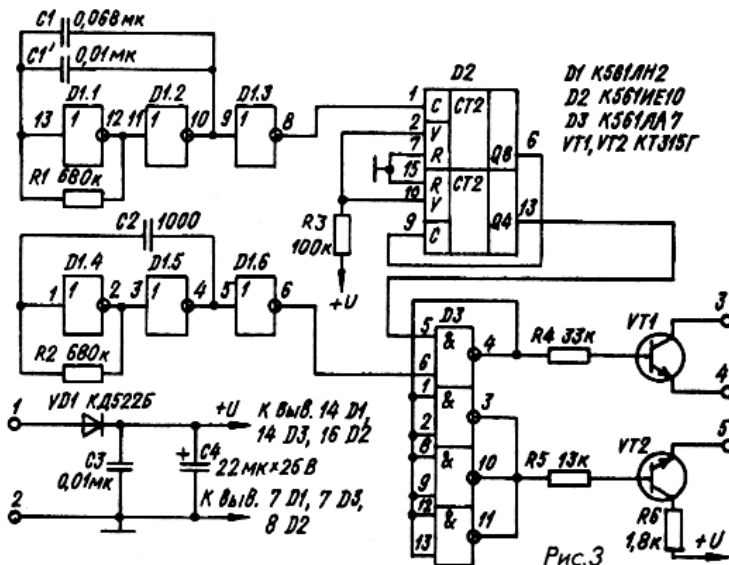 C1 0,068 мк
C1' 0,01 мк
D1.1 D1.2 D1.3
13 1 12 11 1 10 9 1 8
R1 680к
C2 1000
D1.4 D1.5 D1.6
1 1 2 3 1 4 5 1 6
R2 680к
D2
1 C CT2
2 V
7 R Q8 6
15 R CT2
10 V
9 C Q4 13
R3
100к
+U
D1 К561ЛН2
D2 К561ИЕ10
D3 К561ЛА7
VT1, VT2 КТ315Г
D3
5 & 4
6
1 & 3
2
8 & 10
9
12 & 11
13
R4 33к
VT1
3
4
R5 13к
VT2
5
R6
1,8к
+U
1 VD1 КД522Б
+U К выв. 14 D1,
14 D3, 16 D2
C3
0,01мк
+ C4
22мк×25В
2
К выв. 7 D1, 7 D3,
8 D2
Рис.3